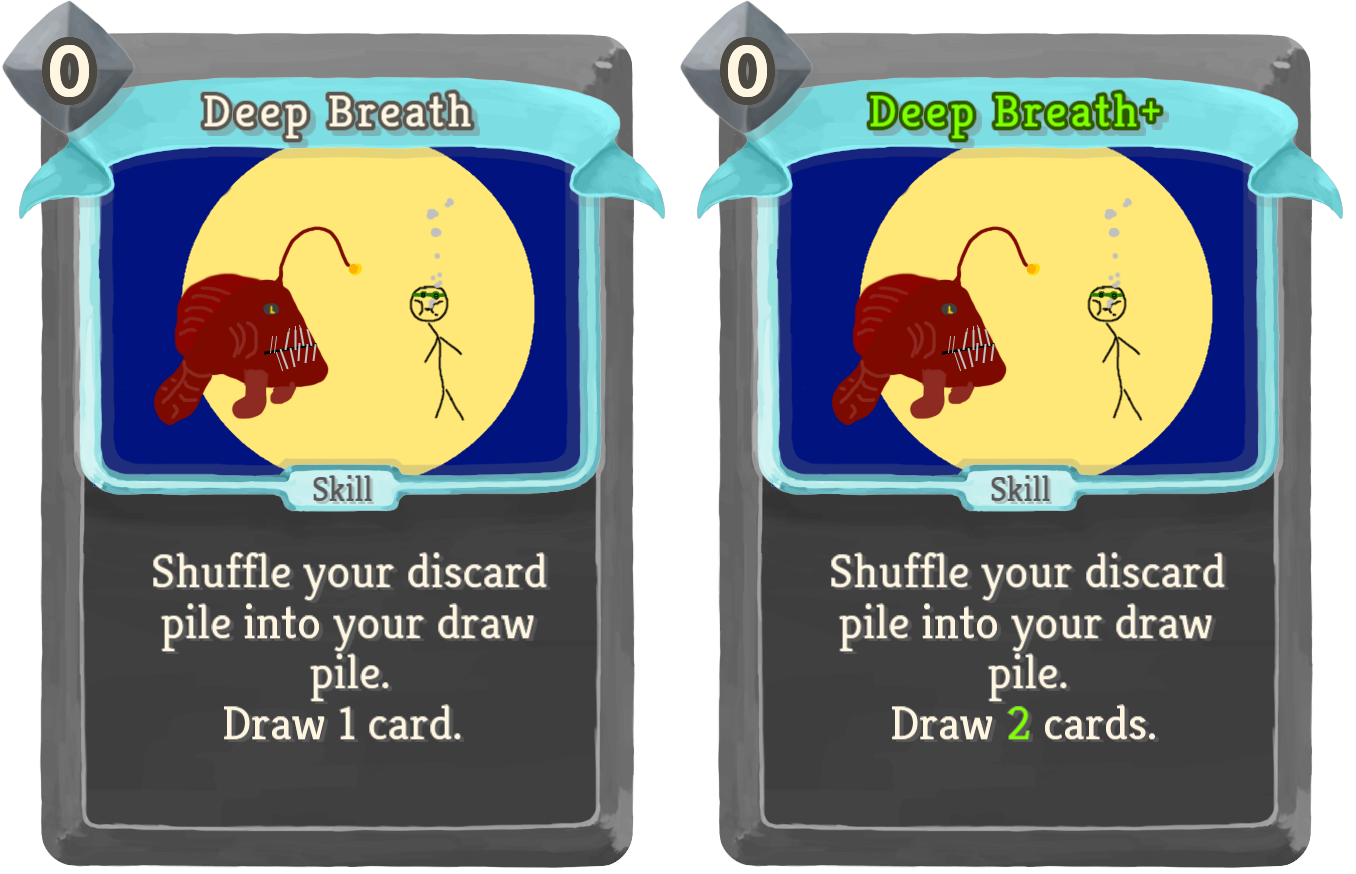 0
Deep Breath
Skill
Shuffle your discard
pile into your draw
pile.
Draw 1 card.
0
Deep Breath+
Skill
Shuffle your discard
pile into your draw
pile.
Draw 2 cards.